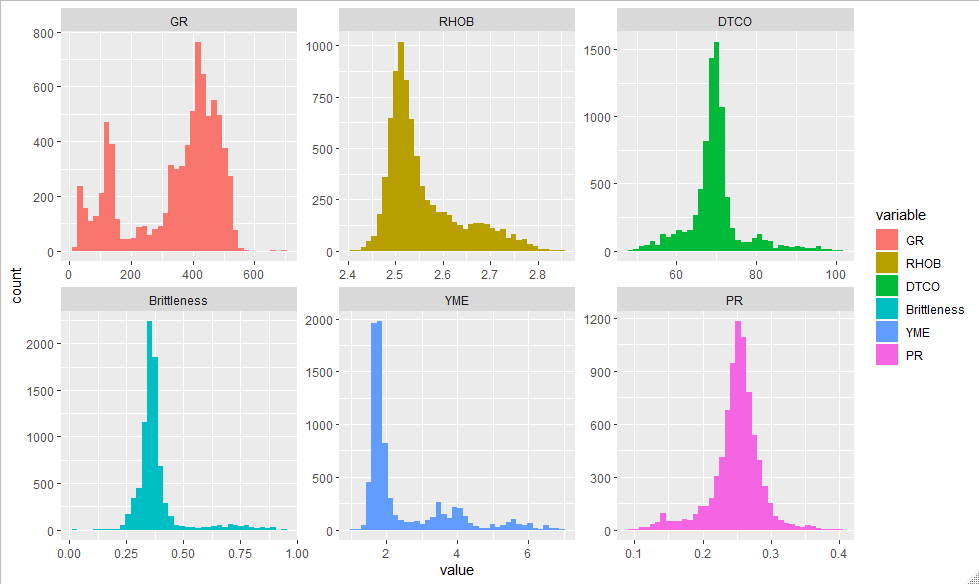 GR RHOB DTCO
800
600
400
200
0
0 200 400 600
1000
750
500
250
0
2.4 2.5 2.6 2.7 2.8
1500
1000
500
0
60 80 100
Brittleness YME PR
2000
1500
1000
500
0
0.00 0.25 0.50 0.75 1.00
2000
1500
1000
500
0
2 4 6
1200
900
600
300
0
0.1 0.2 0.3 0.4
count
value
variable
GR
RHOB
DTCO
Brittleness
YME
PR